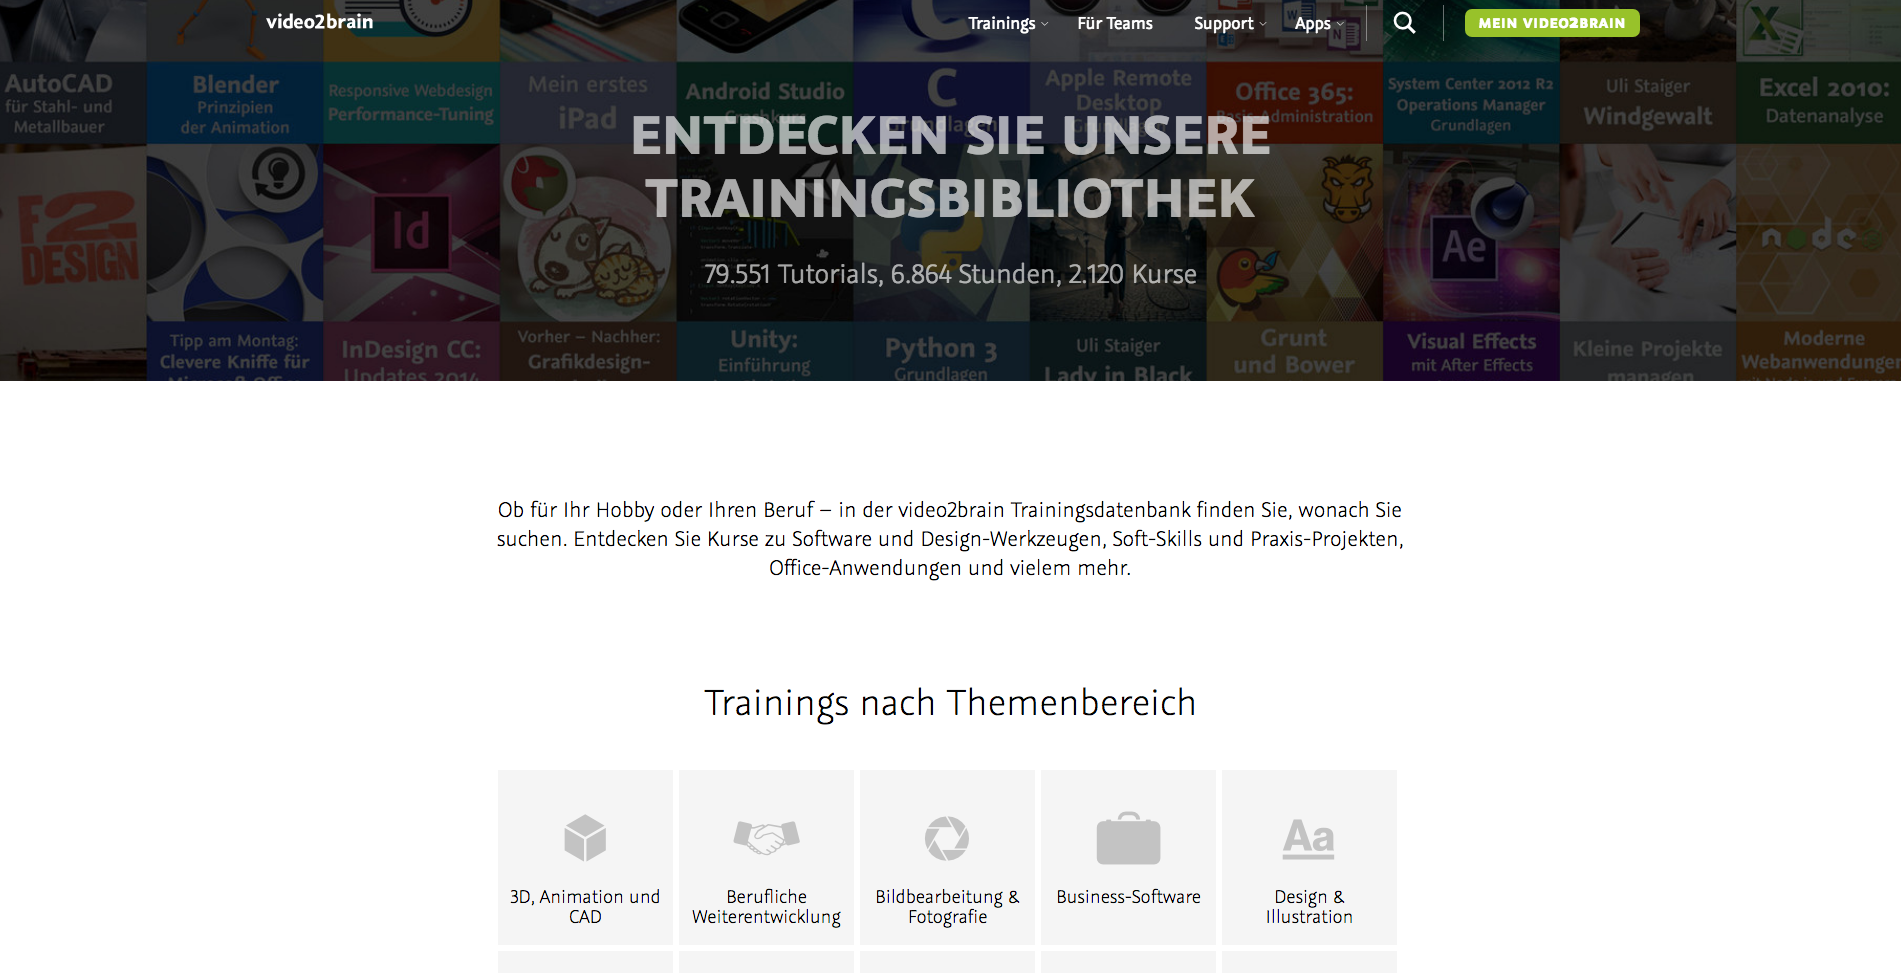 video2brain
Trainings
Für Teams
Support
Apps
MEIN VIDEO2BRAIN
AutoCAD
für Stahl- und
Metallbauer
Blender
Prinzipien
der Animation
Responsive Webdesign
Performance-Tuning
Mein erstes
iPad
Android Studio
C
Grundlagen
Apple Remote
Desktop
Office 365:
Basis-Administration
System Center 2012 R2
Operations Manager
Grundlagen
Uli Staiger
Windgewalt
Excel 2010:
Datenanalyse
ENTDECKEN SIE UNSERE
TRAININGSBIBLIOTHEK
79.551 Tutorials, 6.864 Stunden, 2.120 Kurse
F2
DESIGN
Id
Ae
node
Tipp am Montag:
Clevere Kniffe für
Microsoft Office
InDesign CC:
Updates 2014
Vorher – Nachher:
Grafikdesign-
Unity:
Einführung
Python 3
Grundlagen
Uli Staiger
Lady in Black
Grunt
und Bower
Visual Effects
mit After Effects
Kleine Projekte
managen
Moderne
Webanwendungen
Ob für Ihr Hobby oder Ihren Beruf – in der video2brain Trainingsdatenbank finden Sie, wonach Sie
suchen. Entdecken Sie Kurse zu Software und Design-Werkzeugen, Soft-Skills und Praxis-Projekten,
Office-Anwendungen und vielem mehr.
Trainings nach Themenbereich
Aa
3D, Animation und
CAD
Berufliche
Weiterentwicklung
Bildbearbeitung &
Fotografie
Business-Software
Design &
Illustration